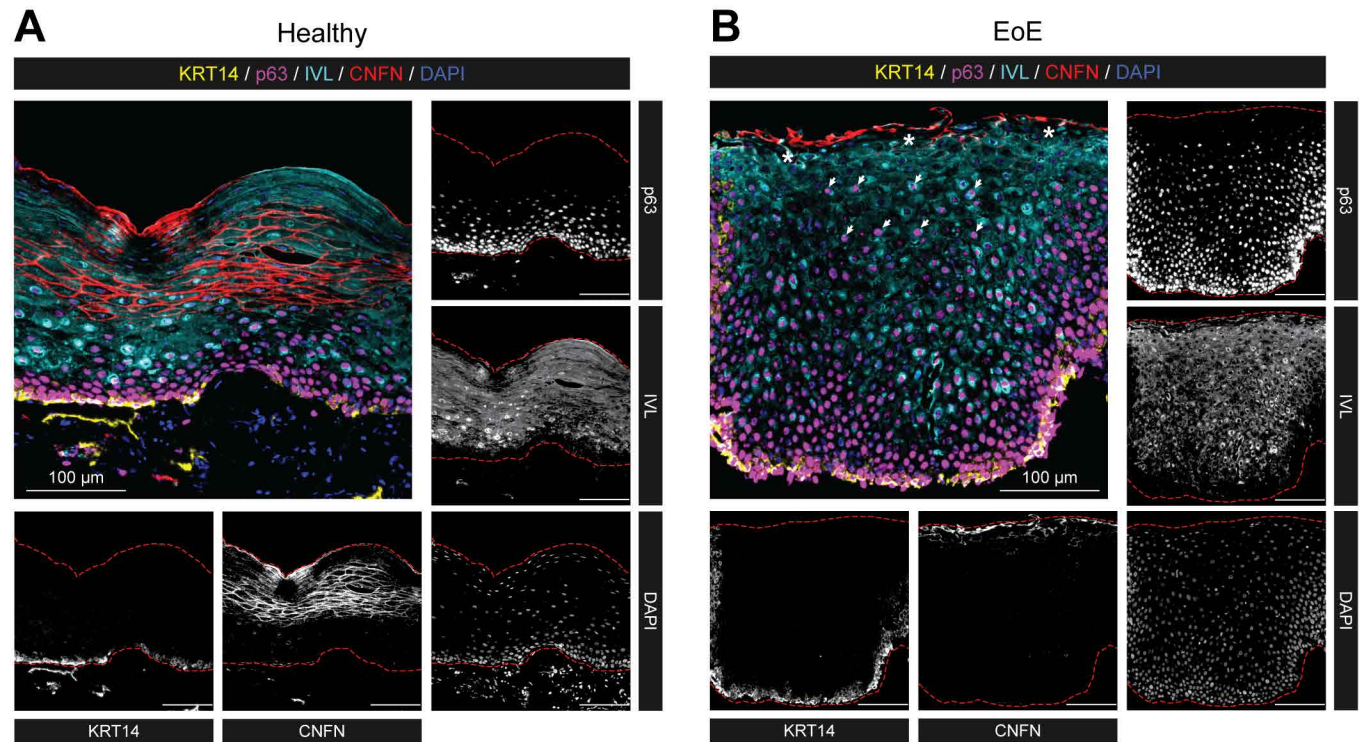 A
Healthy
KRT14 / p63 / IVL / CNFN / DAPI
100 µm
p63
IVL
DAPI
KRT14
CNFN
B
EoE
KRT14 / p63 / IVL / CNFN / DAPI
*
*
*
100 µm
p63
IVL
DAPI
KRT14
CNFN